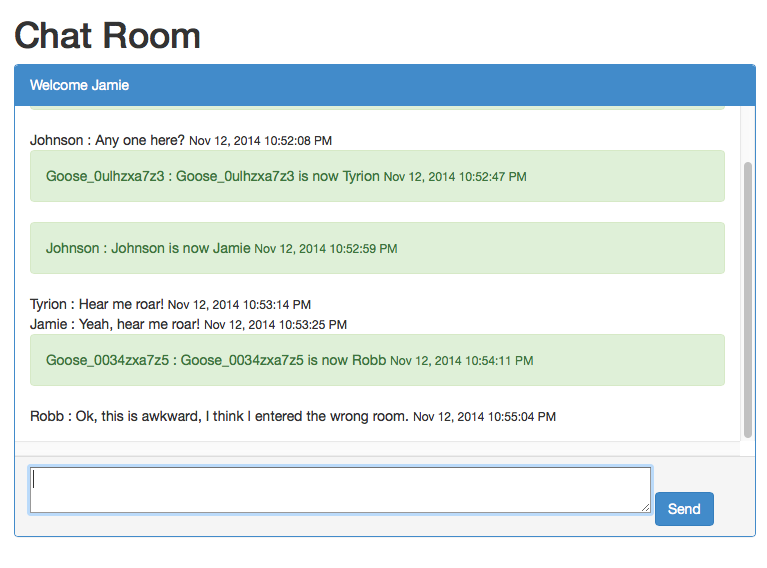 Chat Room
Welcome Jamie
Johnson : Any one here? Nov 12, 2014 10:52:08 PM
Goose_0ulhzxa7z3 : Goose_0ulhzxa7z3 is now Tyrion Nov 12, 2014 10:52:47 PM
Johnson : Johnson is now Jamie Nov 12, 2014 10:52:59 PM
Tyrion : Hear me roar! Nov 12, 2014 10:53:14 PM
Jamie : Yeah, hear me roar! Nov 12, 2014 10:53:25 PM
Goose_0034zxa7z5 : Goose_0034zxa7z5 is now Robb Nov 12, 2014 10:54:11 PM
Robb : Ok, this is awkward, I think I entered the wrong room. Nov 12, 2014 10:55:04 PM
Send